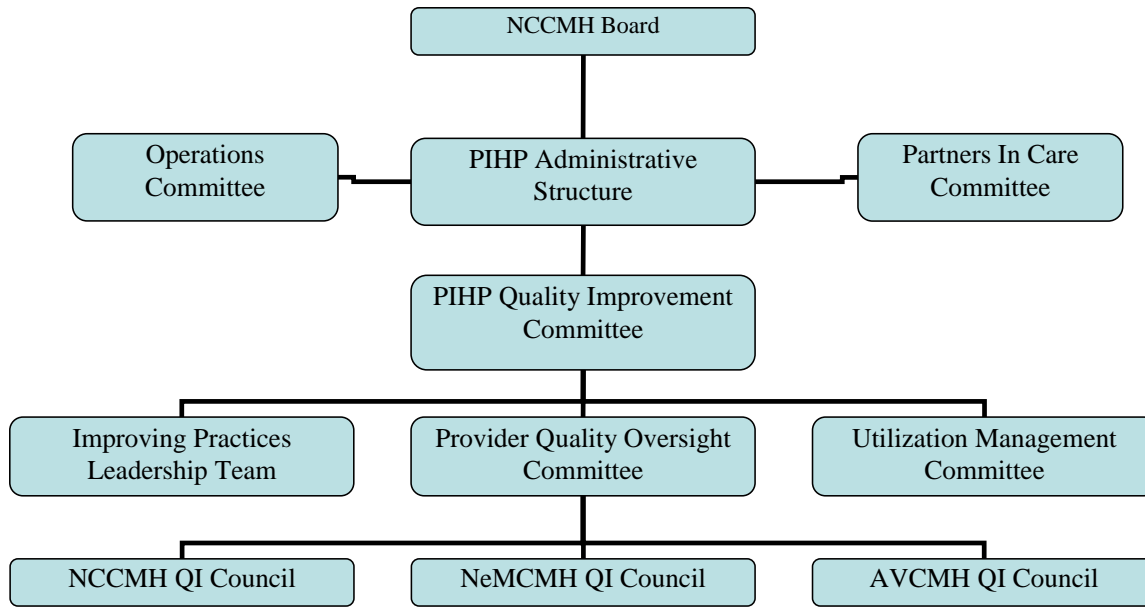 NCCMH Board
Operations
Committee
PIHP Administrative
Structure
Partners In Care
Committee
PIHP Quality Improvement
Committee
Improving Practices
Leadership Team
Provider Quality Oversight
Committee
Utilization Management
Committee
NCCMH QI Council
NeMCMH QI Council
AVCMH QI Council